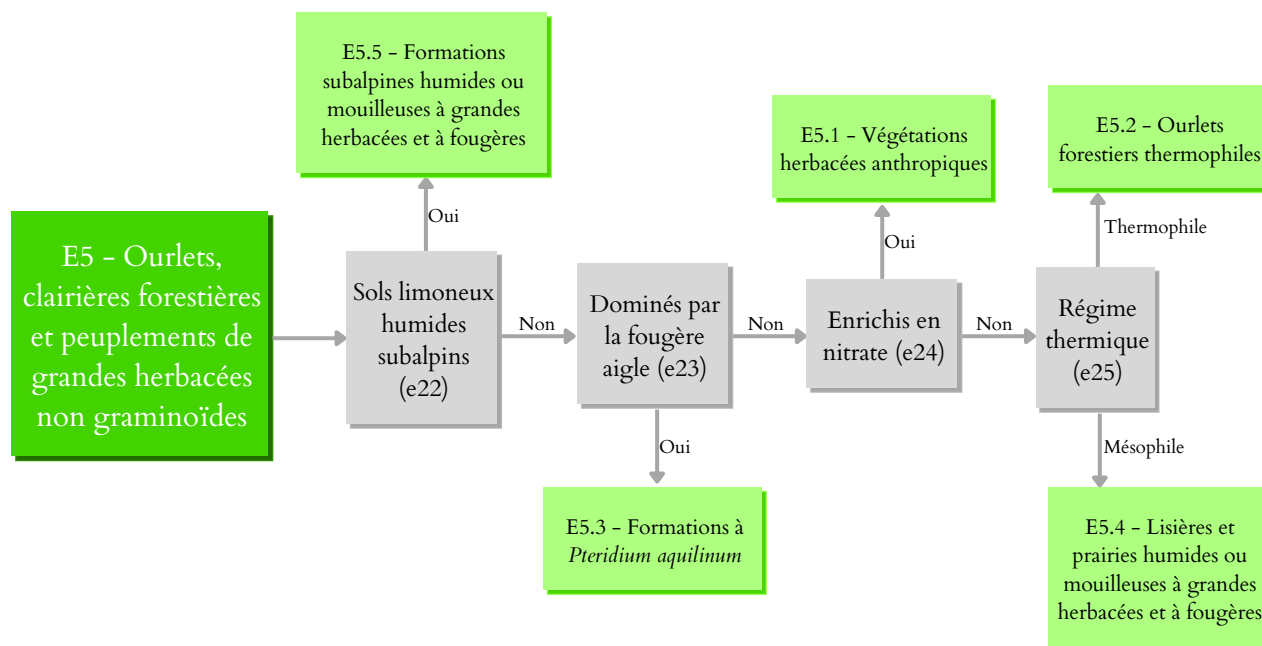 E5.5 - Formations
subalpines humides ou
mouilleuses à grandes
herbacées et à fougères
E5.1 - Végétations
herbacées anthropiques
E5.2 - Ourlets
forestiers thermophiles
Oui
Oui
Thermophile
E5 - Ourlets,
clairières forestières
et peuplements de
grandes herbacées
non graminoïdes
Sols limoneux
humides
subalpins
(e22)
Non
Dominés par
la fougère
aigle (e23)
Non
Enrichis en
nitrate (e24)
Non
Régime
thermique
(e25)
Oui
Mésophile
E5.3 - Formations à
Pteridium aquilinum
E5.4 - Lisières et
prairies humides ou
mouilleuses à grandes
herbacées et à fougères